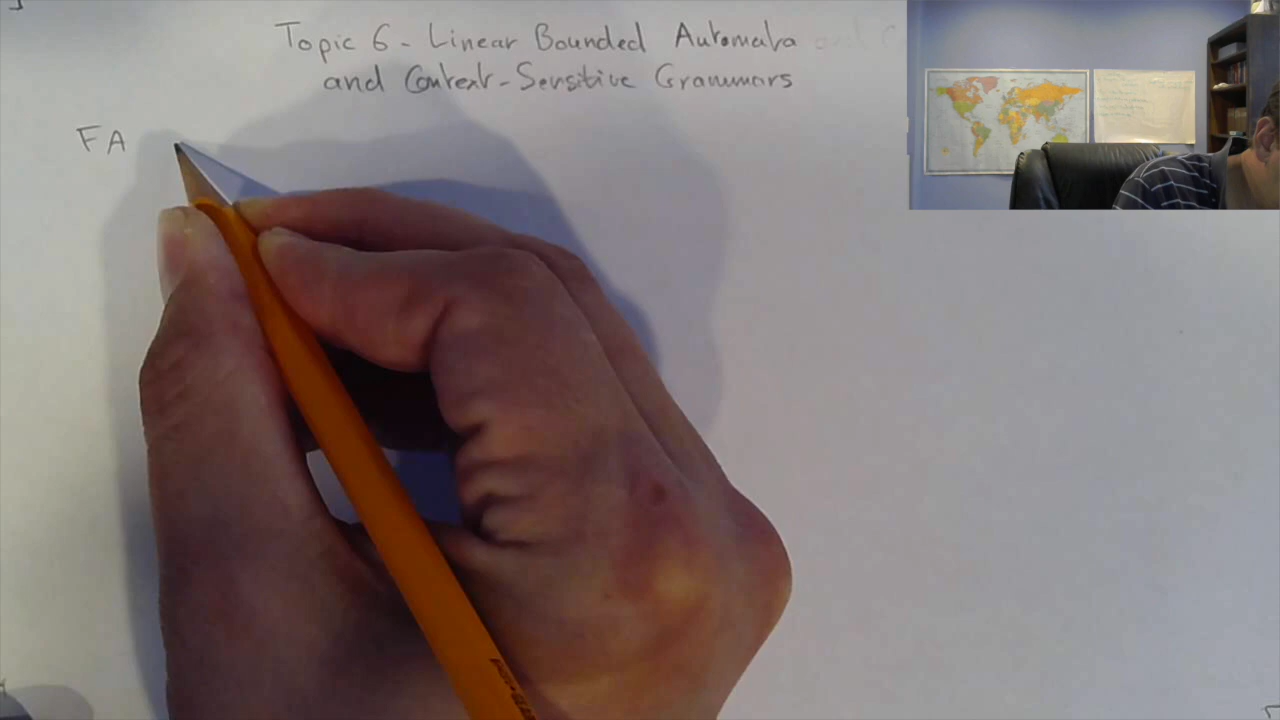 Topic 6 - Linear Bounded Automata
and Context-Sensitive Grammars
FA